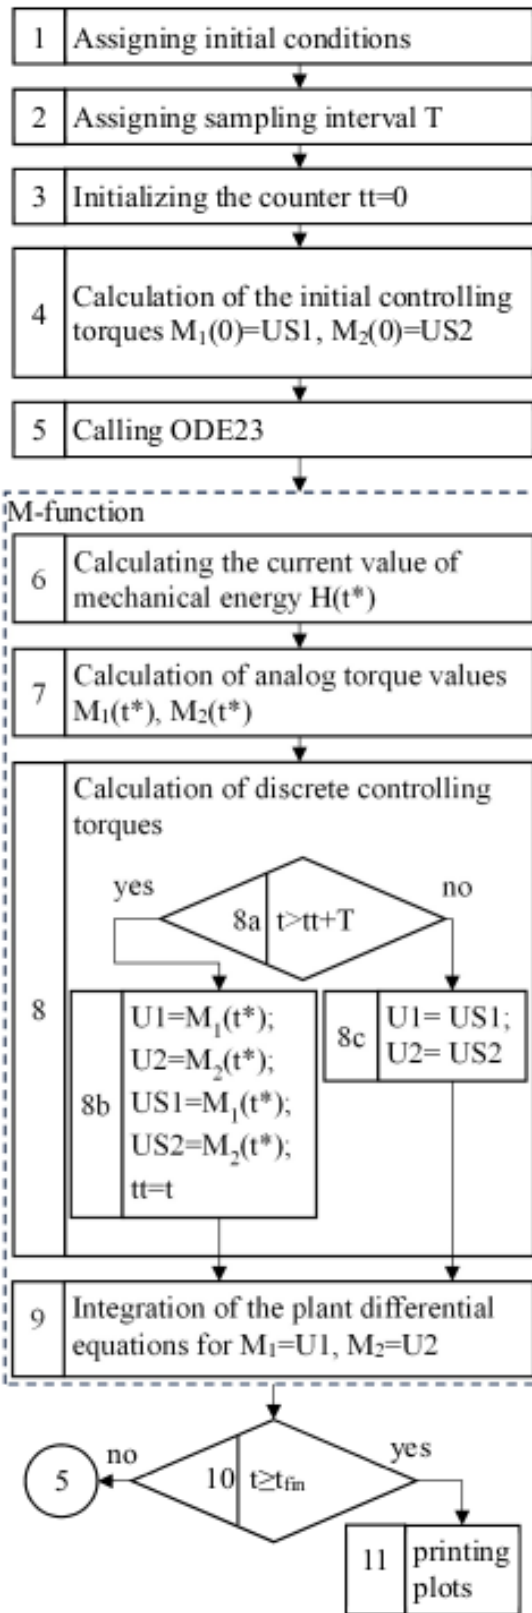 1 Assigning initial conditions
2 Assigning sampling interval T
3 Initializing the counter tt=0
4 Calculation of the initial controlling
torques M₁(0)=US1, M₂(0)=US2
5 Calling ODE23
M-function
6 Calculating the current value of
mechanical energy H(t*)
7 Calculation of analog torque values
M₁(t*), M₂(t*)
8 Calculation of discrete controlling
torques
yes no
8a t>tt+T
8b U1=M₁(t*);
U2=M₂(t*);
US1=M₁(t*);
US2=M₂(t*);
tt=t
8c U1= US1;
U2= US2
9 Integration of the plant differential
equations for M₁=U1, M₂=U2
no yes
5 10 t≥t_fin
11 printing
plots